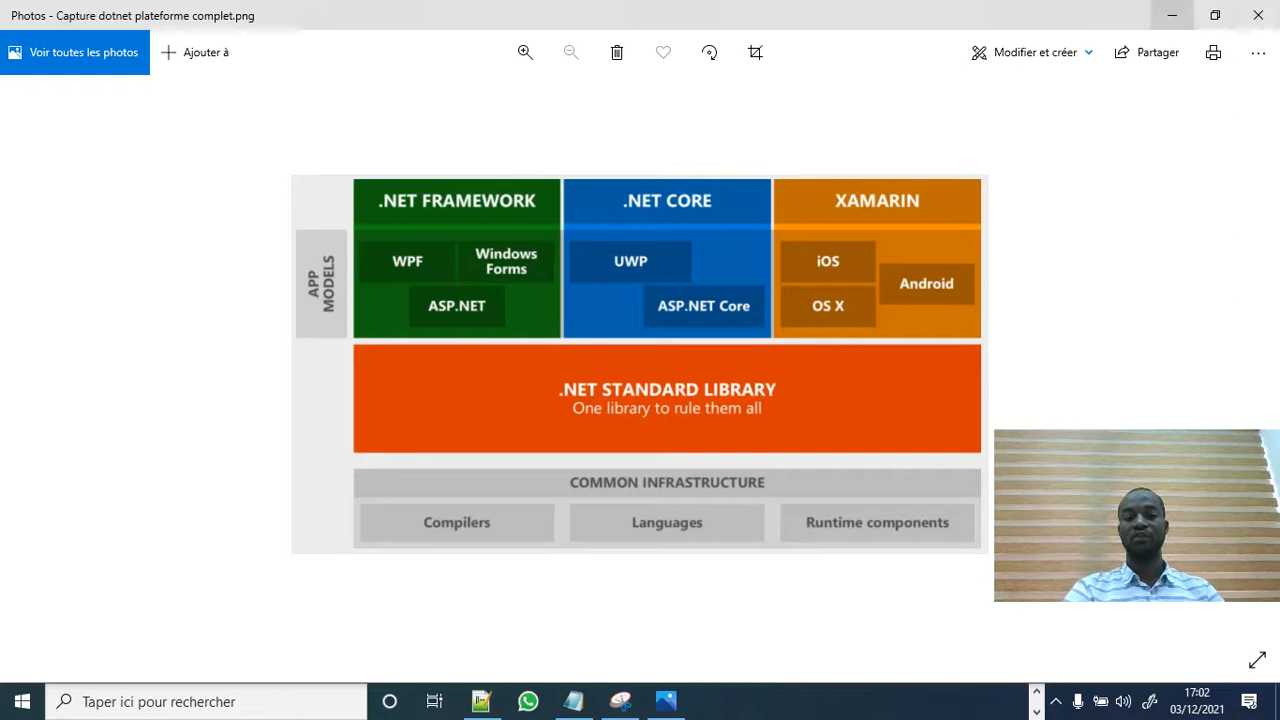 Photos - Capture dotnet plateforme complet.png
Voir toutes les photos
Ajouter à
Modifier et créer
Partager
.NET FRAMEWORK
.NET CORE
XAMARIN
APP
MODELS
WPF
Windows
Forms
ASP.NET
UWP
ASP.NET Core
iOS
OS X
Android
.NET STANDARD LIBRARY
One library to rule them all
COMMON INFRASTRUCTURE
Compilers
Languages
Runtime components
Taper ici pour rechercher
17:02
03/12/2021